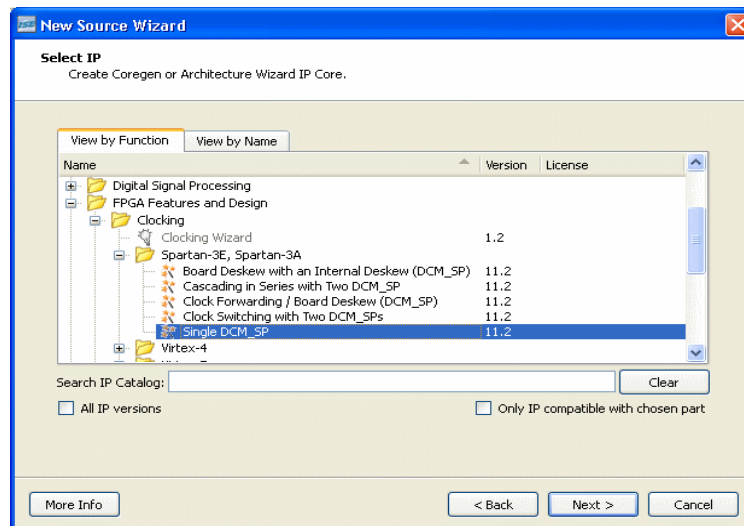 ISE New Source Wizard
Select IP
Create Coregen or Architecture Wizard IP Core.
View by Function View by Name
Name Version License
Digital Signal Processing
FPGA Features and Design
Clocking
Clocking Wizard 1.2
Spartan-3E, Spartan-3A
Board Deskew with an Internal Deskew (DCM_SP) 11.2
Cascading in Series with Two DCM_SP 11.2
Clock Forwarding / Board Deskew (DCM_SP) 11.2
Clock Switching with Two DCM_SPs 11.2
Single DCM_SP 11.2
Virtex-4
Search IP Catalog: Clear
All IP versions Only IP compatible with chosen part
More Info < Back Next > Cancel